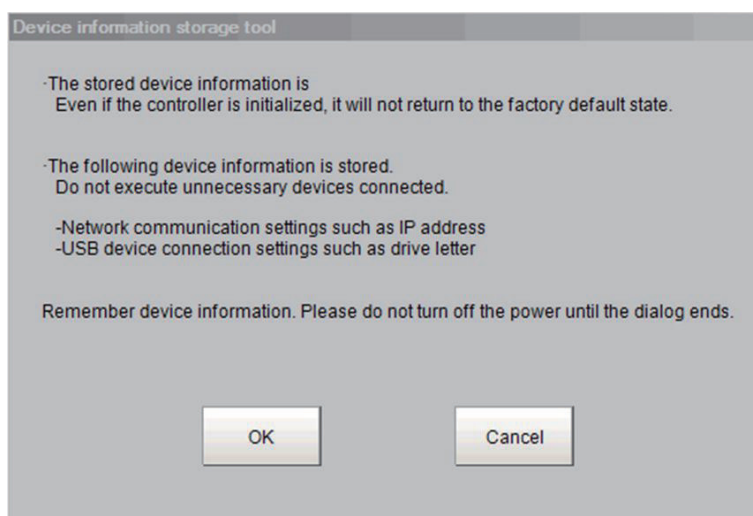 Device information storage tool
·The stored device information is
Even if the controller is initialized, it will not return to the factory default state.
·The following device information is stored.
Do not execute unnecessary devices connected.
-Network communication settings such as IP address
-USB device connection settings such as drive letter
Remember device information. Please do not turn off the power until the dialog ends.
OK
Cancel